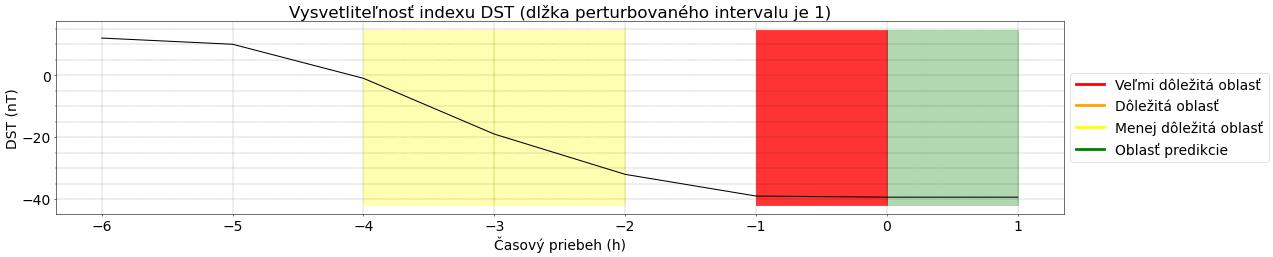 Vysvetliteľnosť indexu DST (dĺžka perturbovaného intervalu je 1)
DST (nT)
0
−20
−40
−6 −5 −4 −3 −2 −1 0 1
Časový priebeh (h)
Veľmi dôležitá oblasť
Dôležitá oblasť
Menej dôležitá oblasť
Oblasť predikcie